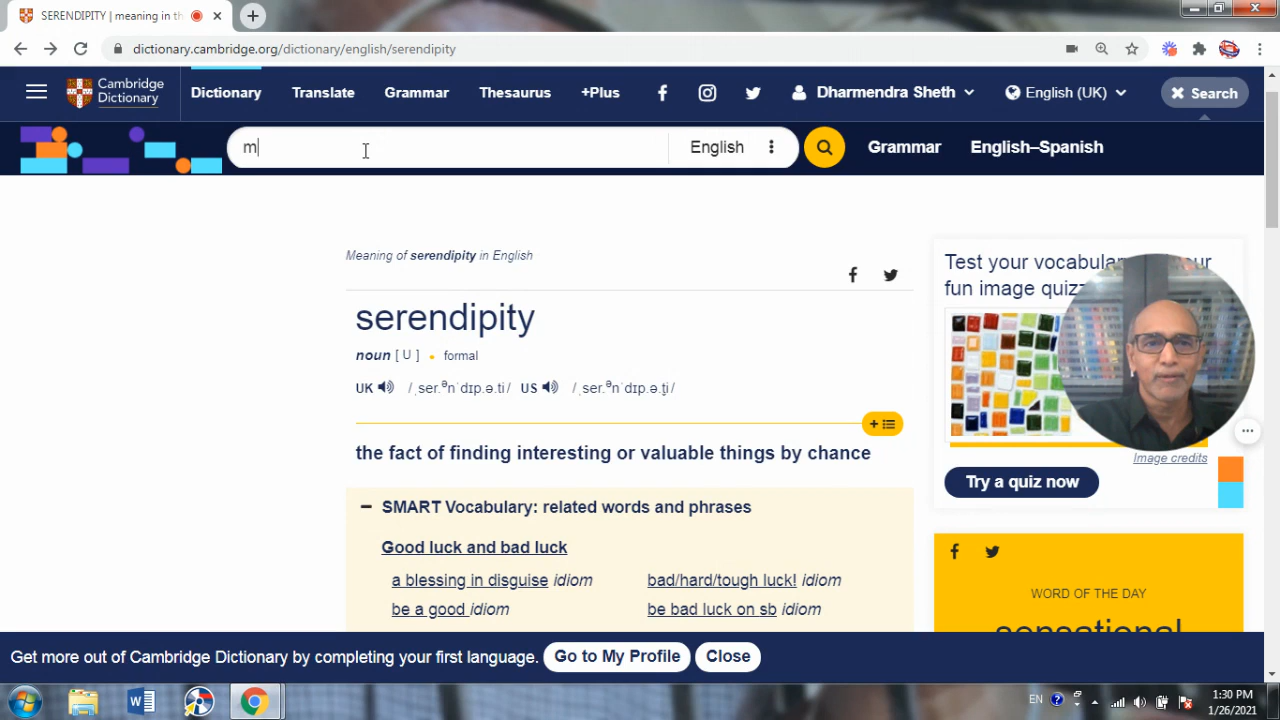 SERENDIPITY | meaning in th
dictionary.cambridge.org/dictionary/english/serendipity
Cambridge Dictionary
Dictionary
Translate
Grammar
Thesaurus
+Plus
Dharmendra Sheth
English (UK)
Search
m
English
Grammar
English–Spanish
Meaning of serendipity in English
serendipity
noun [ U ] • formal
UK /ˌser.ᵊnˈdɪp.ə.ti/ US /ˌser.ᵊnˈdɪp.ə.t̬i/
the fact of finding interesting or valuable things by chance
– SMART Vocabulary: related words and phrases
Good luck and bad luck
a blessing in disguise idiom
bad/hard/tough luck! idiom
be a good idiom
be bad luck on sb idiom
Test your vocabular ur
fun image quiz
Image credits
Try a quiz now
WORD OF THE DAY
sensational
Get more out of Cambridge Dictionary by completing your first language.
Go to My Profile
Close
EN
1:30 PM
1/26/2021